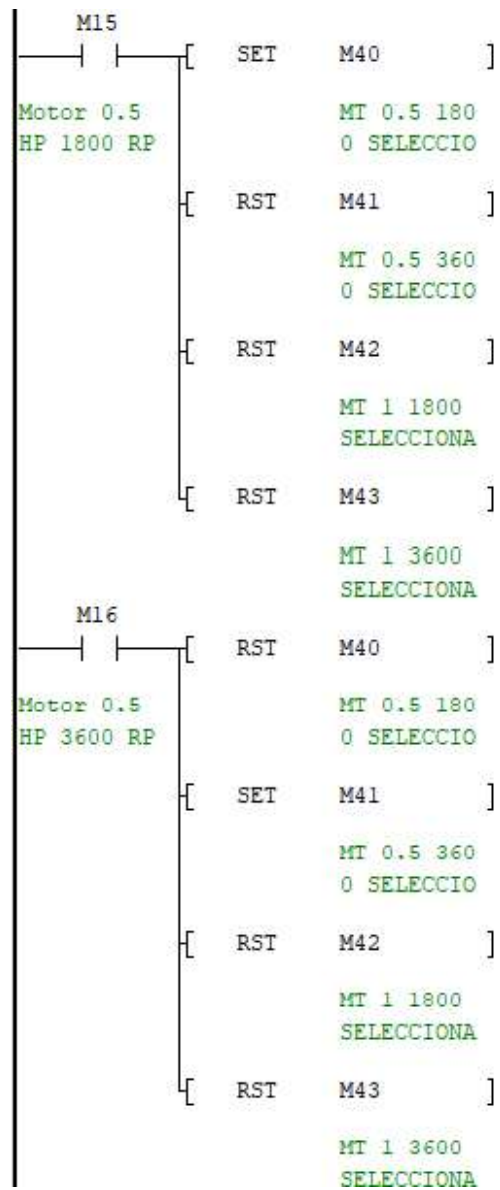 M15
[ SET M40 ]
Motor 0.5 MT 0.5 180
HP 1800 RP 0 SELECCIO
[ RST M41 ]
MT 0.5 360
0 SELECCIO
[ RST M42 ]
MT 1 1800
SELECCIONA
[ RST M43 ]
MT 1 3600
SELECCIONA
M16
[ RST M40 ]
Motor 0.5 MT 0.5 180
HP 3600 RP 0 SELECCIO
[ SET M41 ]
MT 0.5 360
0 SELECCIO
[ RST M42 ]
MT 1 1800
SELECCIONA
[ RST M43 ]
MT 1 3600
SELECCIONA